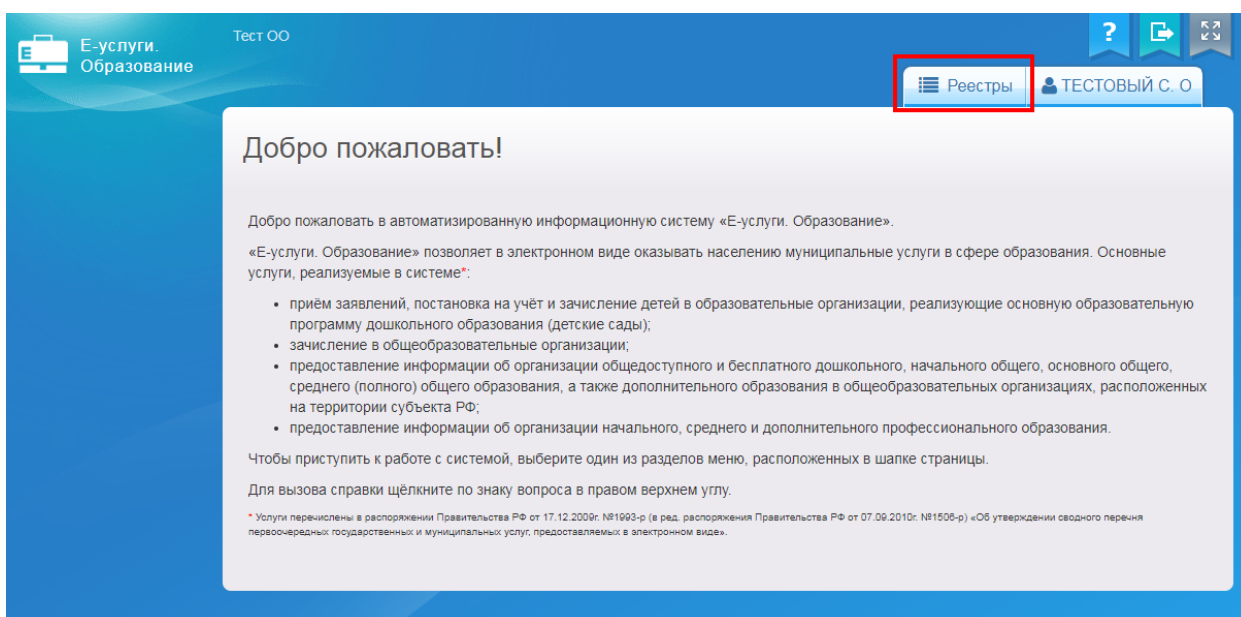 Е-услуги.
Образование
Тест ОО
?
Реестры
ТЕСТОВЫЙ С. О
Добро пожаловать!
Добро пожаловать в автоматизированную информационную систему «Е-услуги. Образование».
«Е-услуги. Образование» позволяет в электронном виде оказывать населению муниципальные услуги в сфере образования. Основные
услуги, реализуемые в системе*:
• приём заявлений, постановка на учёт и зачисление детей в образовательные организации, реализующие основную образовательную
программу дошкольного образования (детские сады);
• зачисление в общеобразовательные организации;
• предоставление информации об организации общедоступного и бесплатного дошкольного, начального общего, основного общего,
среднего (полного) общего образования, а также дополнительного образования в общеобразовательных организациях, расположенных
на территории субъекта РФ;
• предоставление информации об организации начального, среднего и дополнительного профессионального образования.
Чтобы приступить к работе с системой, выберите один из разделов меню, расположенных в шапке страницы.
Для вызова справки щёлкните по знаку вопроса в правом верхнем углу.
* Услуги перечислены в распоряжении Правительства РФ от 17.12.2009г. №1993-р (в ред. распоряжения Правительства РФ от 07.09.2010г. №1506-р) «Об утверждении сводного перечня
первоочередных государственных и муниципальных услуг, предоставляемых в электронном виде».